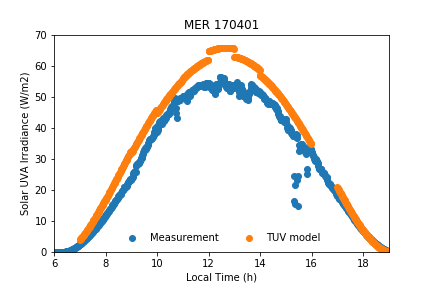 MER 170401
70
60
50
40
30
20
10
0
Solar UVA Irradiance (W/m2)
Measurement TUV model
6 8 10 12 14 16 18
Local Time (h)